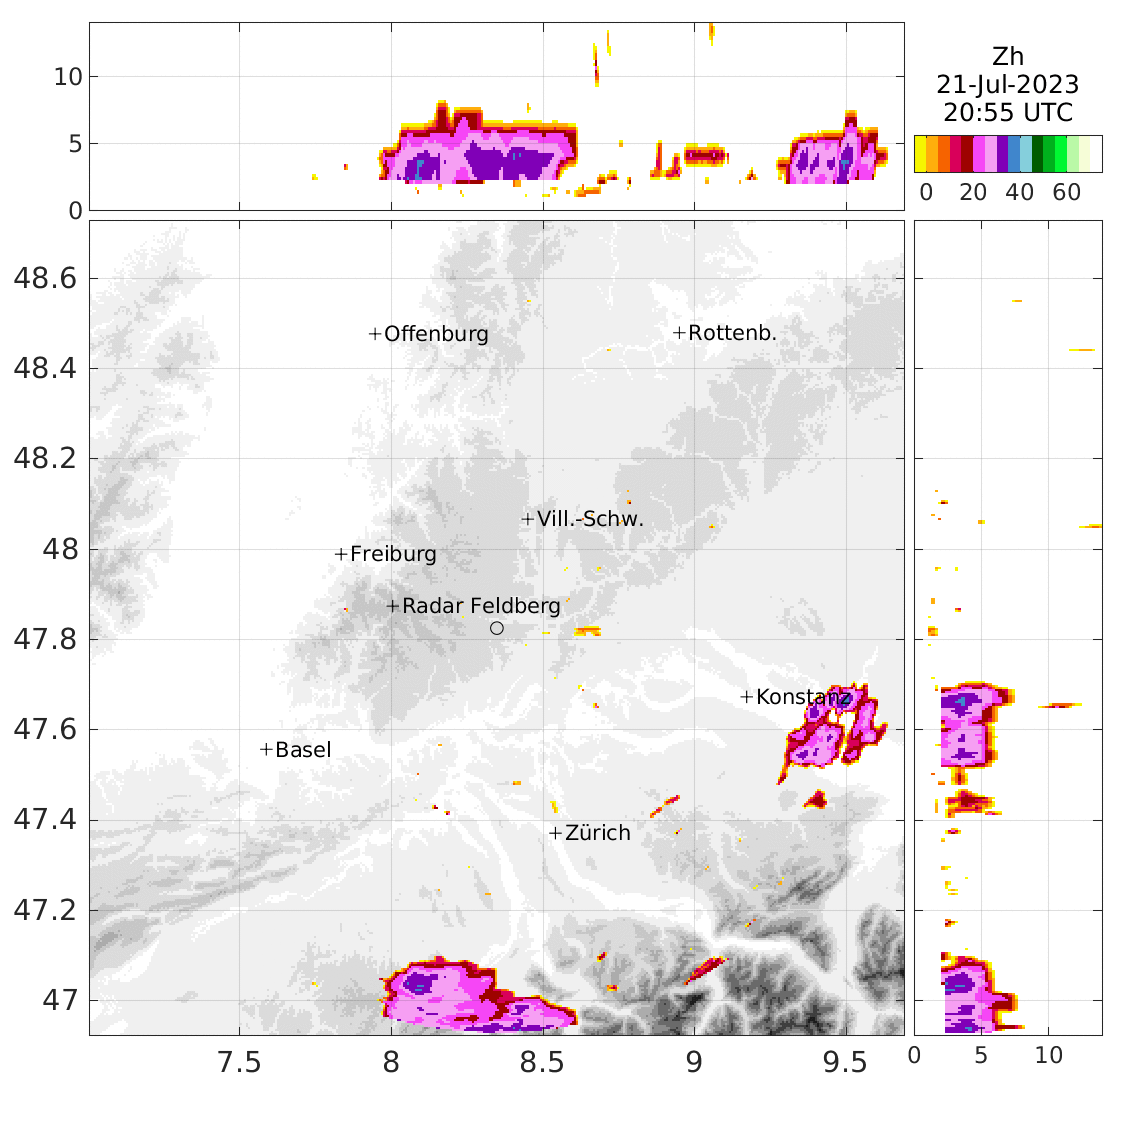 Zh
21-Jul-2023
20:55 UTC
10
5
0
0 20 40 60
48.6
48.4
48.2
48
47.8
47.6
47.4
47.2
47
+Offenburg
+Rottenb.
+Vill.-Schw.
+Freiburg
+Radar Feldberg
+Konstanz
+Basel
+Zürich
7.5 8 8.5 9 9.5
0 5 10